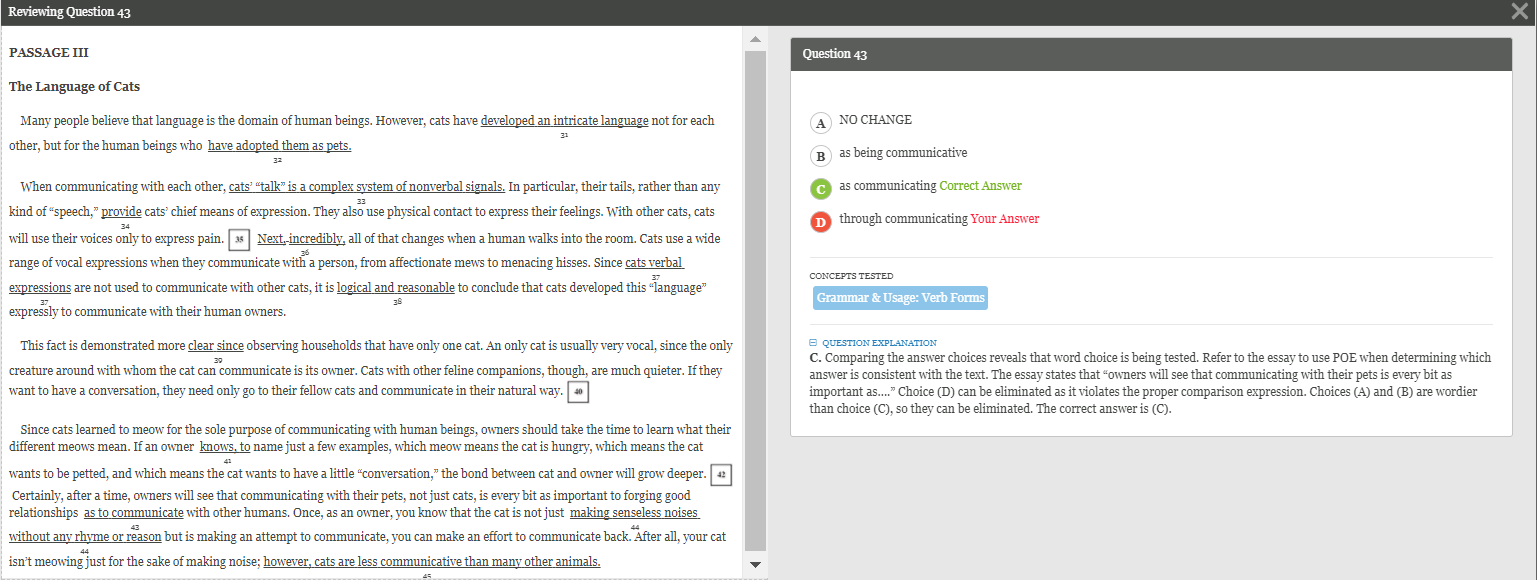 Reviewing Question 43
PASSAGE III
The Language of Cats
Many people believe that language is the domain of human beings. However, cats have developed an intricate language not for each
31
other, but for the human beings who have adopted them as pets.
32
When communicating with each other, cats' “talk” is a complex system of nonverbal signals. In particular, their tails, rather than any
33
kind of “speech,” provide cats’ chief means of expression. They also use physical contact to express their feelings. With other cats, cats
34
will use their voices only to express pain. 35 Next, incredibly, all of that changes when a human walks into the room. Cats use a wide
36
range of vocal expressions when they communicate with a person, from affectionate mews to menacing hisses. Since cats verbal
37
expressions are not used to communicate with other cats, it is logical and reasonable to conclude that cats developed this “language”
37 38
expressly to communicate with their human owners.
This fact is demonstrated more clear since observing households that have only one cat. An only cat is usually very vocal, since the only
39
creature around with whom the cat can communicate is its owner. Cats with other feline companions, though, are much quieter. If they
want to have a conversation, they need only go to their fellow cats and communicate in their natural way. 40
Since cats learned to meow for the sole purpose of communicating with human beings, owners should take the time to learn what their
different meows mean. If an owner knows, to name just a few examples, which meow means the cat is hungry, which means the cat
41
wants to be petted, and which means the cat wants to have a little “conversation,” the bond between cat and owner will grow deeper. 42
Certainly, after a time, owners will see that communicating with their pets, not just cats, is every bit as important to forging good
relationships as to communicate with other humans. Once, as an owner, you know that the cat is not just making senseless noises
43 44
without any rhyme or reason but is making an attempt to communicate, you can make an effort to communicate back. After all, your cat
44
isn’t meowing just for the sake of making noise; however, cats are less communicative than many other animals.
45
Question 43
A NO CHANGE
B as being communicative
C as communicating Correct Answer
D through communicating Your Answer
CONCEPTS TESTED
Grammar & Usage: Verb Forms
QUESTION EXPLANATION
C. Comparing the answer choices reveals that word choice is being tested. Refer to the essay to use POE when determining which
answer is consistent with the text. The essay states that “owners will see that communicating with their pets is every bit as
important as....” Choice (D) can be eliminated as it violates the proper comparison expression. Choices (A) and (B) are wordier
than choice (C), so they can be eliminated. The correct answer is (C).